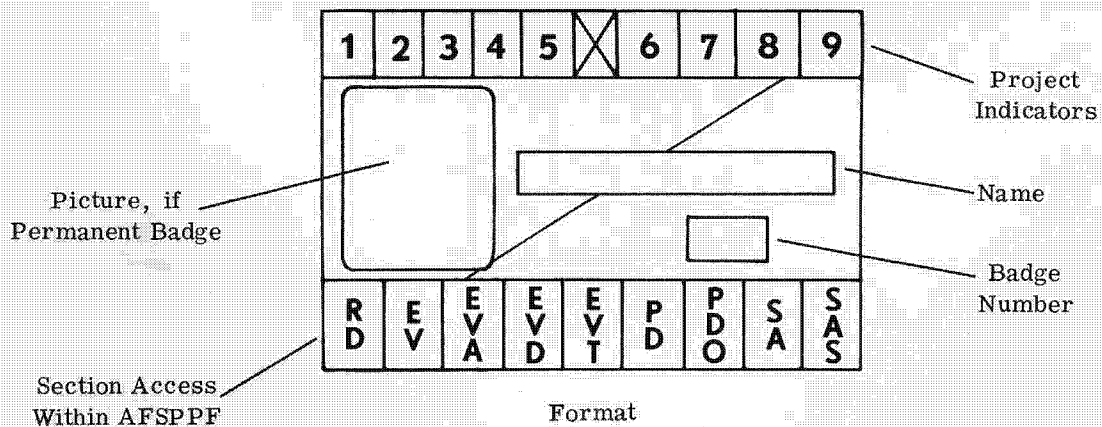 1 2 3 4 5 6 7 8 9
Project
Indicators
Picture, if
Permanent Badge
Name
Badge
Number
RD EV EVA EVD EVT PD PDO SA SAS
Section Access
Within AFSPPF
Format